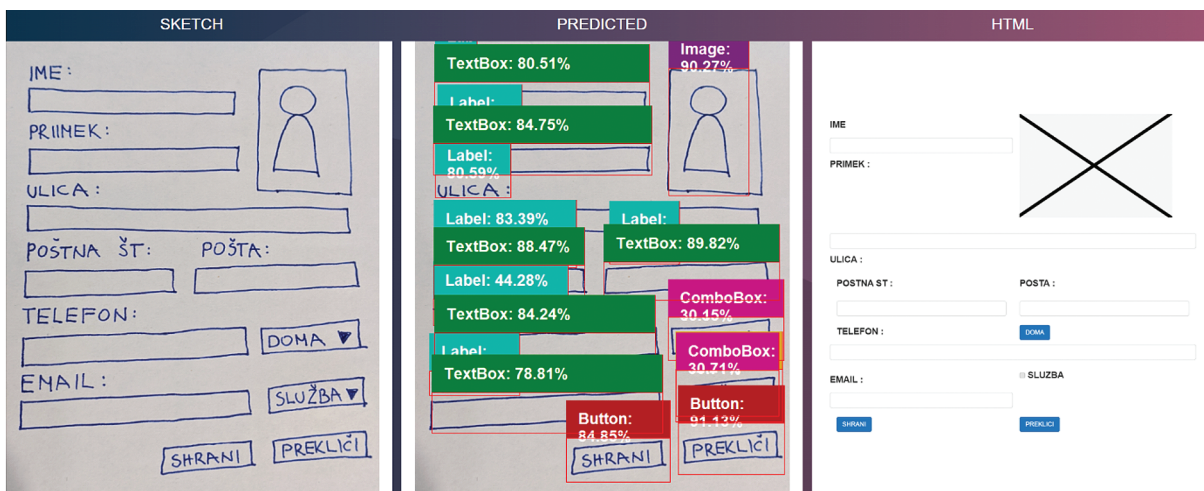 SKETCH
PREDICTED
HTML
IME:
PRIIMEK:
ULICA:
POŠTNA ŠT: POŠTA:
TELEFON:
DOMA ▼
EMAIL:
SLUŽBA ▼
SHRANI PREKLIČI
TextBox: 80.51%
Image: 90.27%
Label:
TextBox: 84.75%
Label: 80.59%
ULICA:
Label: 83.39%
Label:
TextBox: 88.47%
TextBox: 89.82%
Label: 44.28%
ComboBox: 30.15%
TextBox: 84.24%
Label:
ComboBox: 30.71%
TextBox: 78.81%
Button: 84.85%
Button: 91.13%
SHRANI PREKLIČI
IME
PRIMEK :
ULICA :
POSTNA ST : POSTA :
TELEFON : DOMA
EMAIL : SLUZBA
SHRANI PREKLICI